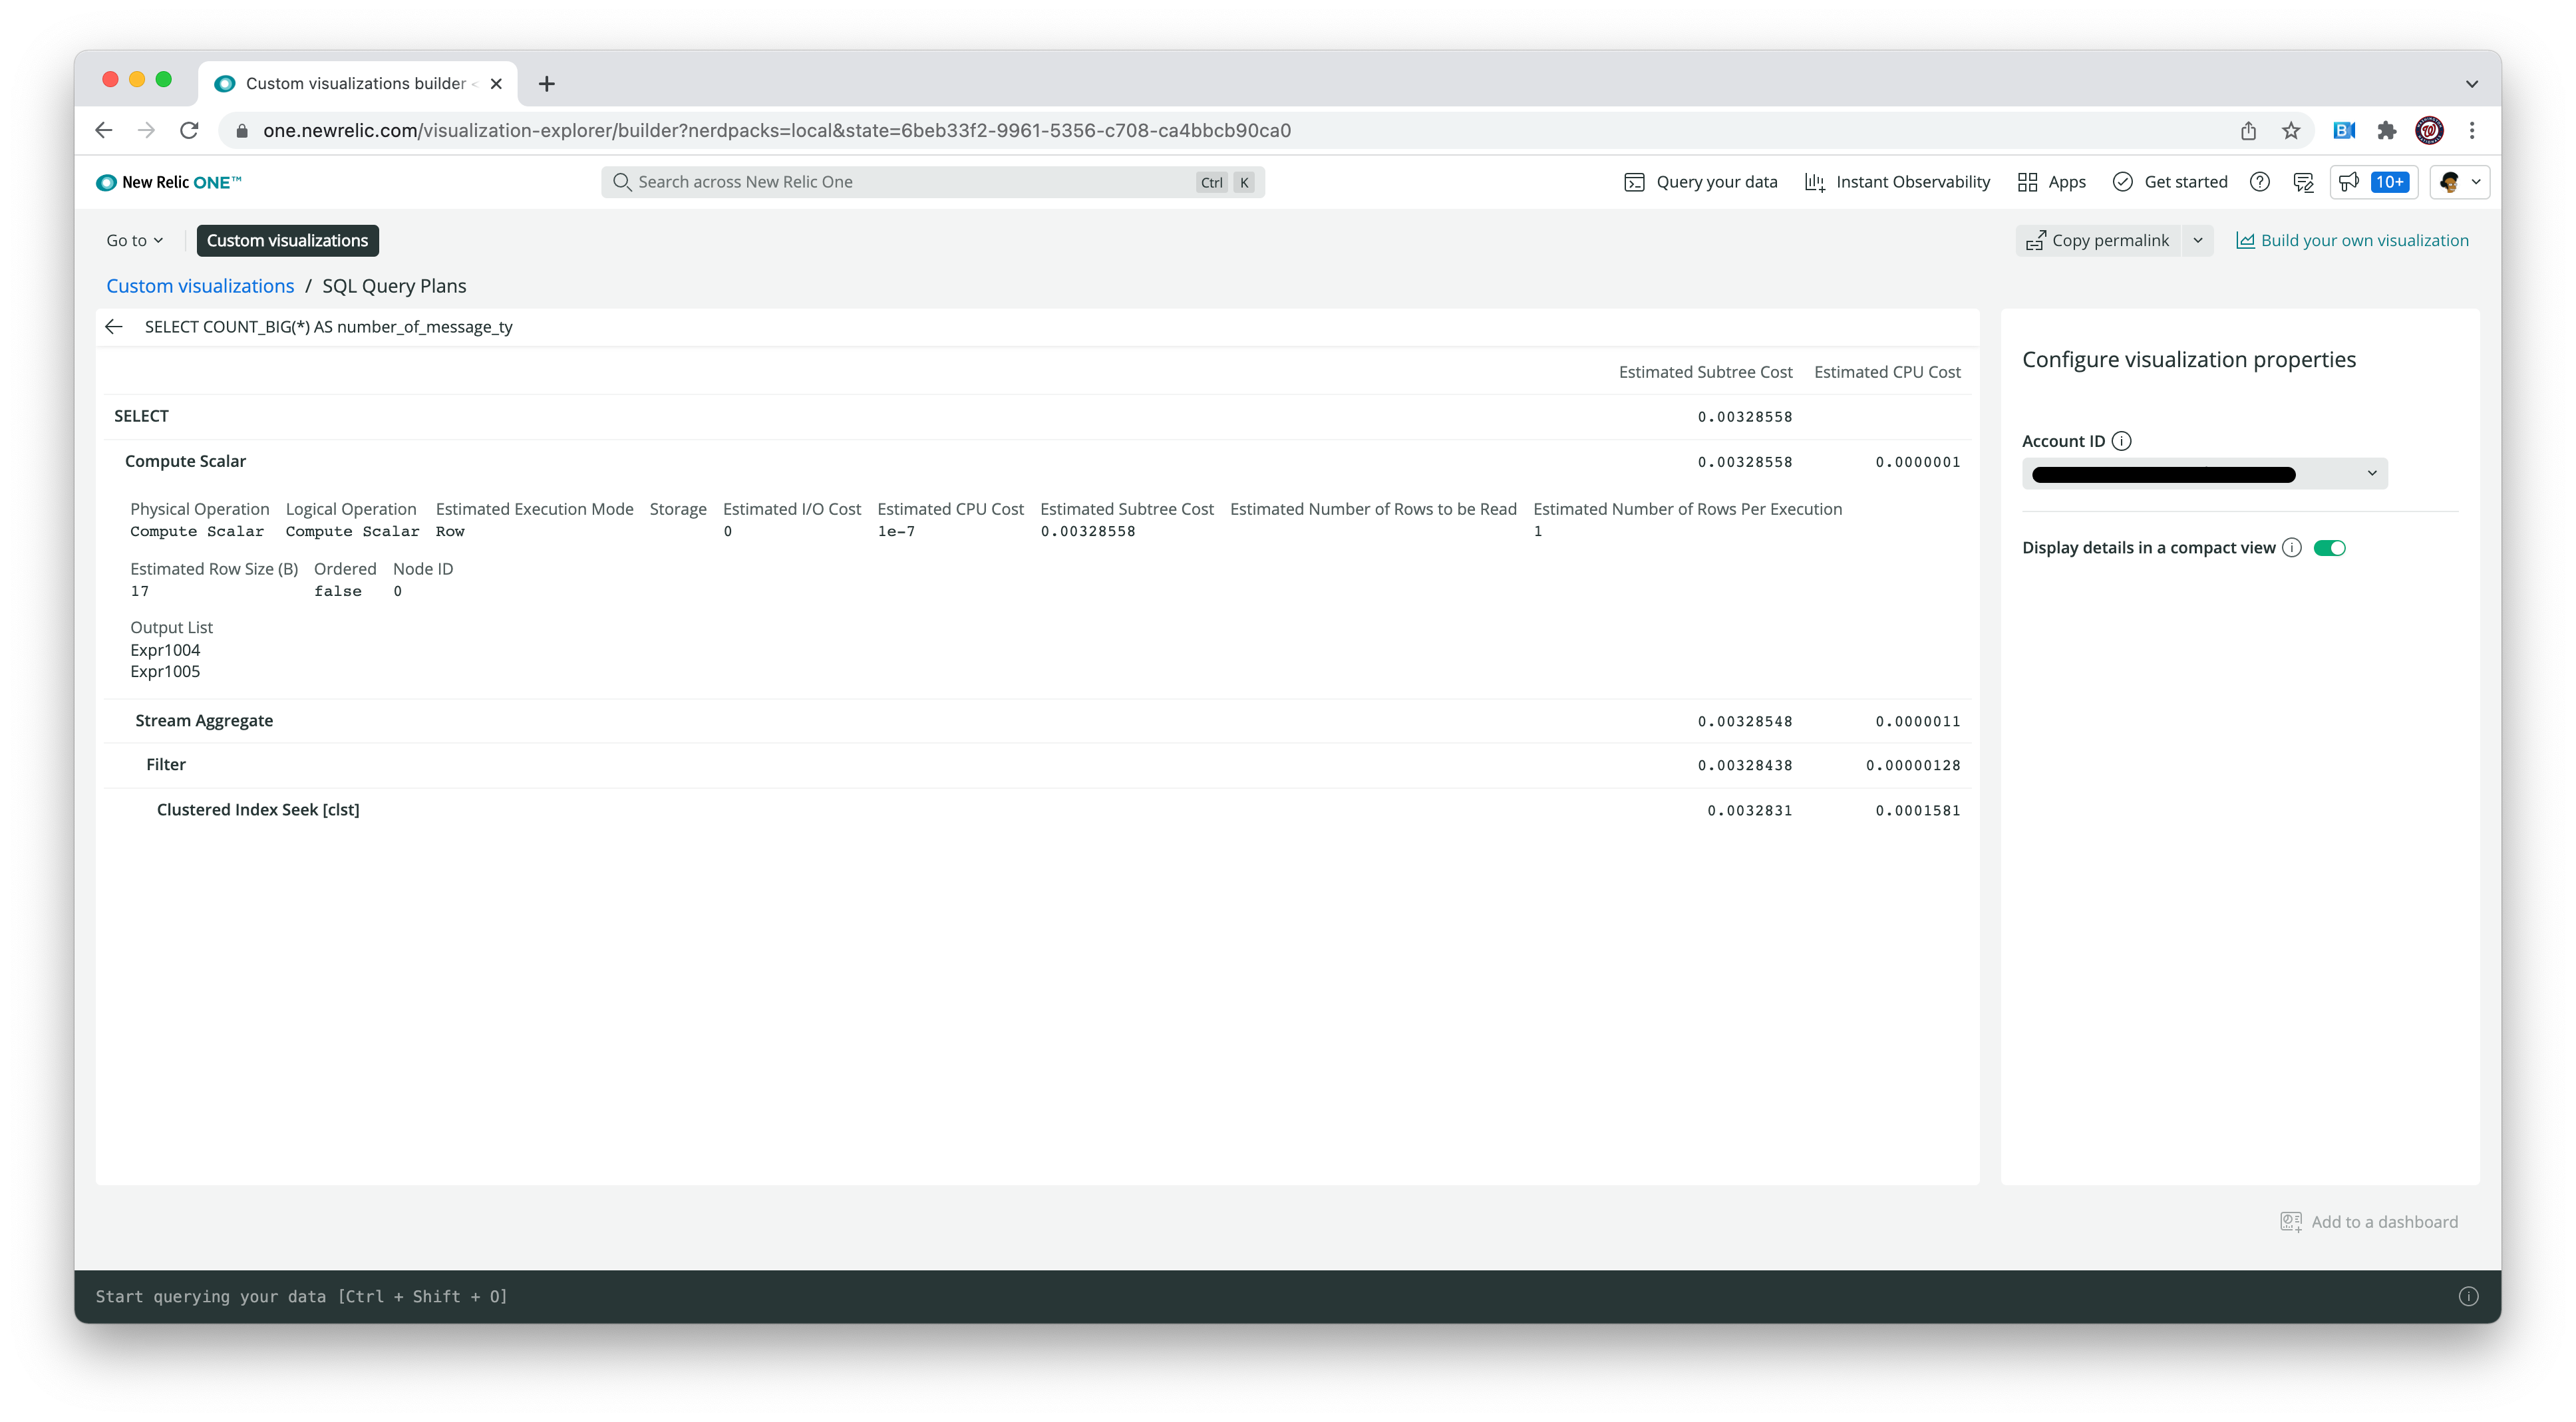 Custom visualizations builder <
one.newrelic.com/visualization-explorer/builder?nerdpacks=local&state=6beb33f2-9961-5356-c708-ca4bbcb90ca0
B
W
New Relic ONE™
Search across New Relic One
Ctrl K
Query your data
Instant Observability
Apps
Get started
10+
Go to
Custom visualizations
Copy permalink
Build your own visualization
Custom visualizations / SQL Query Plans
SELECT COUNT_BIG(*) AS number_of_message_ty
Estimated Subtree Cost Estimated CPU Cost
SELECT 0.00328558
Compute Scalar 0.00328558 0.0000001
Physical Operation Logical Operation Estimated Execution Mode Storage Estimated I/O Cost Estimated CPU Cost Estimated Subtree Cost Estimated Number of Rows to be Read Estimated Number of Rows Per Execution
Compute Scalar Compute Scalar Row 0 1e-7 0.00328558 1
Estimated Row Size (B) Ordered Node ID
17 false 0
Output List
Expr1004
Expr1005
Stream Aggregate 0.00328548 0.0000011
Filter 0.00328438 0.00000128
Clustered Index Seek [clst] 0.0032831 0.0001581
Configure visualization properties
Account ID
Display details in a compact view
Add to a dashboard
Start querying your data [Ctrl + Shift + O]